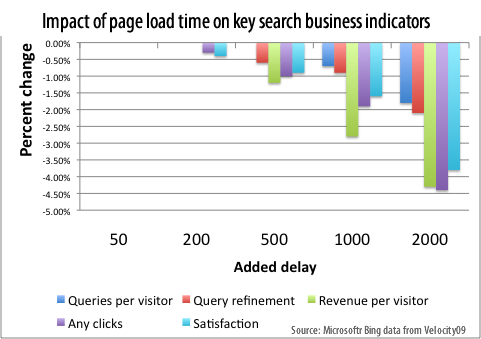 Impact of page load time on key search business indicators
0.00%
-0.50%
-1.00%
-1.50%
-2.00%
-2.50%
-3.00%
-3.50%
-4.00%
-4.50%
-5.00%
Percent change
50 200 500 1000 2000
Added delay
Queries per visitor Query refinement Revenue per visitor
Any clicks Satisfaction
Source: Microsoftr Bing data from Velocity09